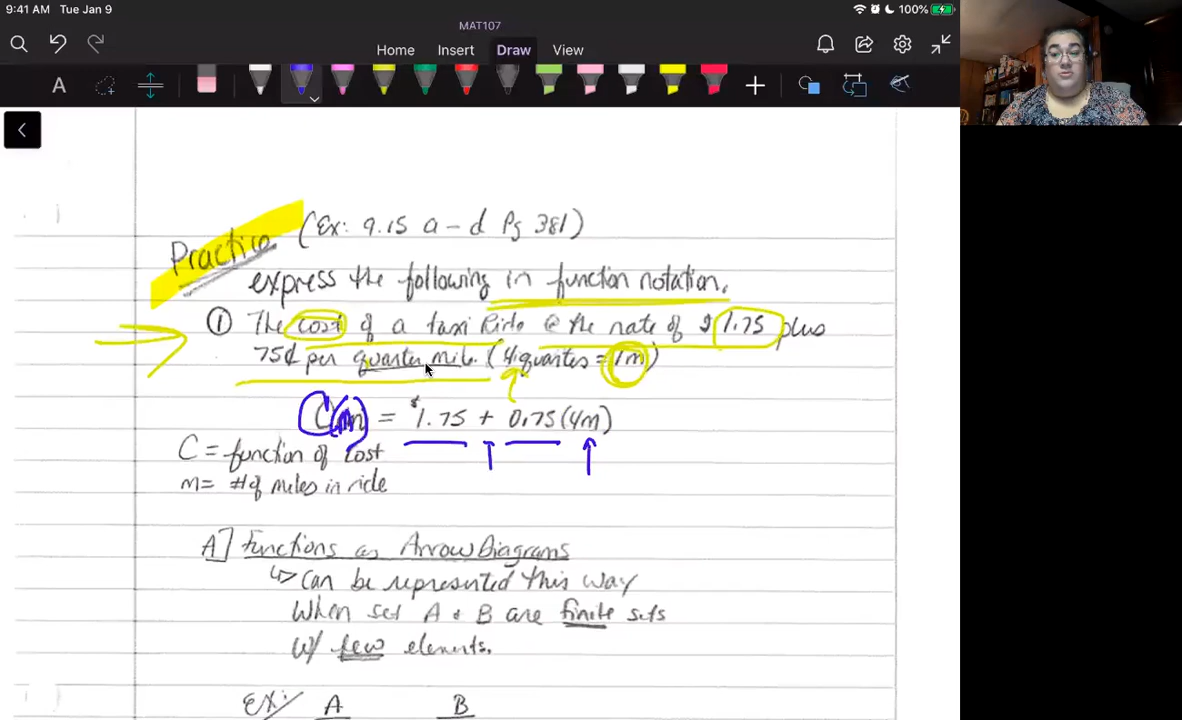 9:41 AM Tue Jan 9
100%
MAT107
Home Insert Draw View
Practice (Ex: 9.15 a-d Pg 381)
express the following in function notation.
① The cost of a taxi Ride @ the rate of $1.75 plus
75¢ per quarter mile. (4 quarters = 1m)
C(m) = $1.75 + 0.75(4m)
C = function of Cost
m = # of miles in ride
A] Functions as Arrow Diagrams
↳ Can be represented this way
When set A & B are finite sets
w/ few elements.
Ex:/ A B